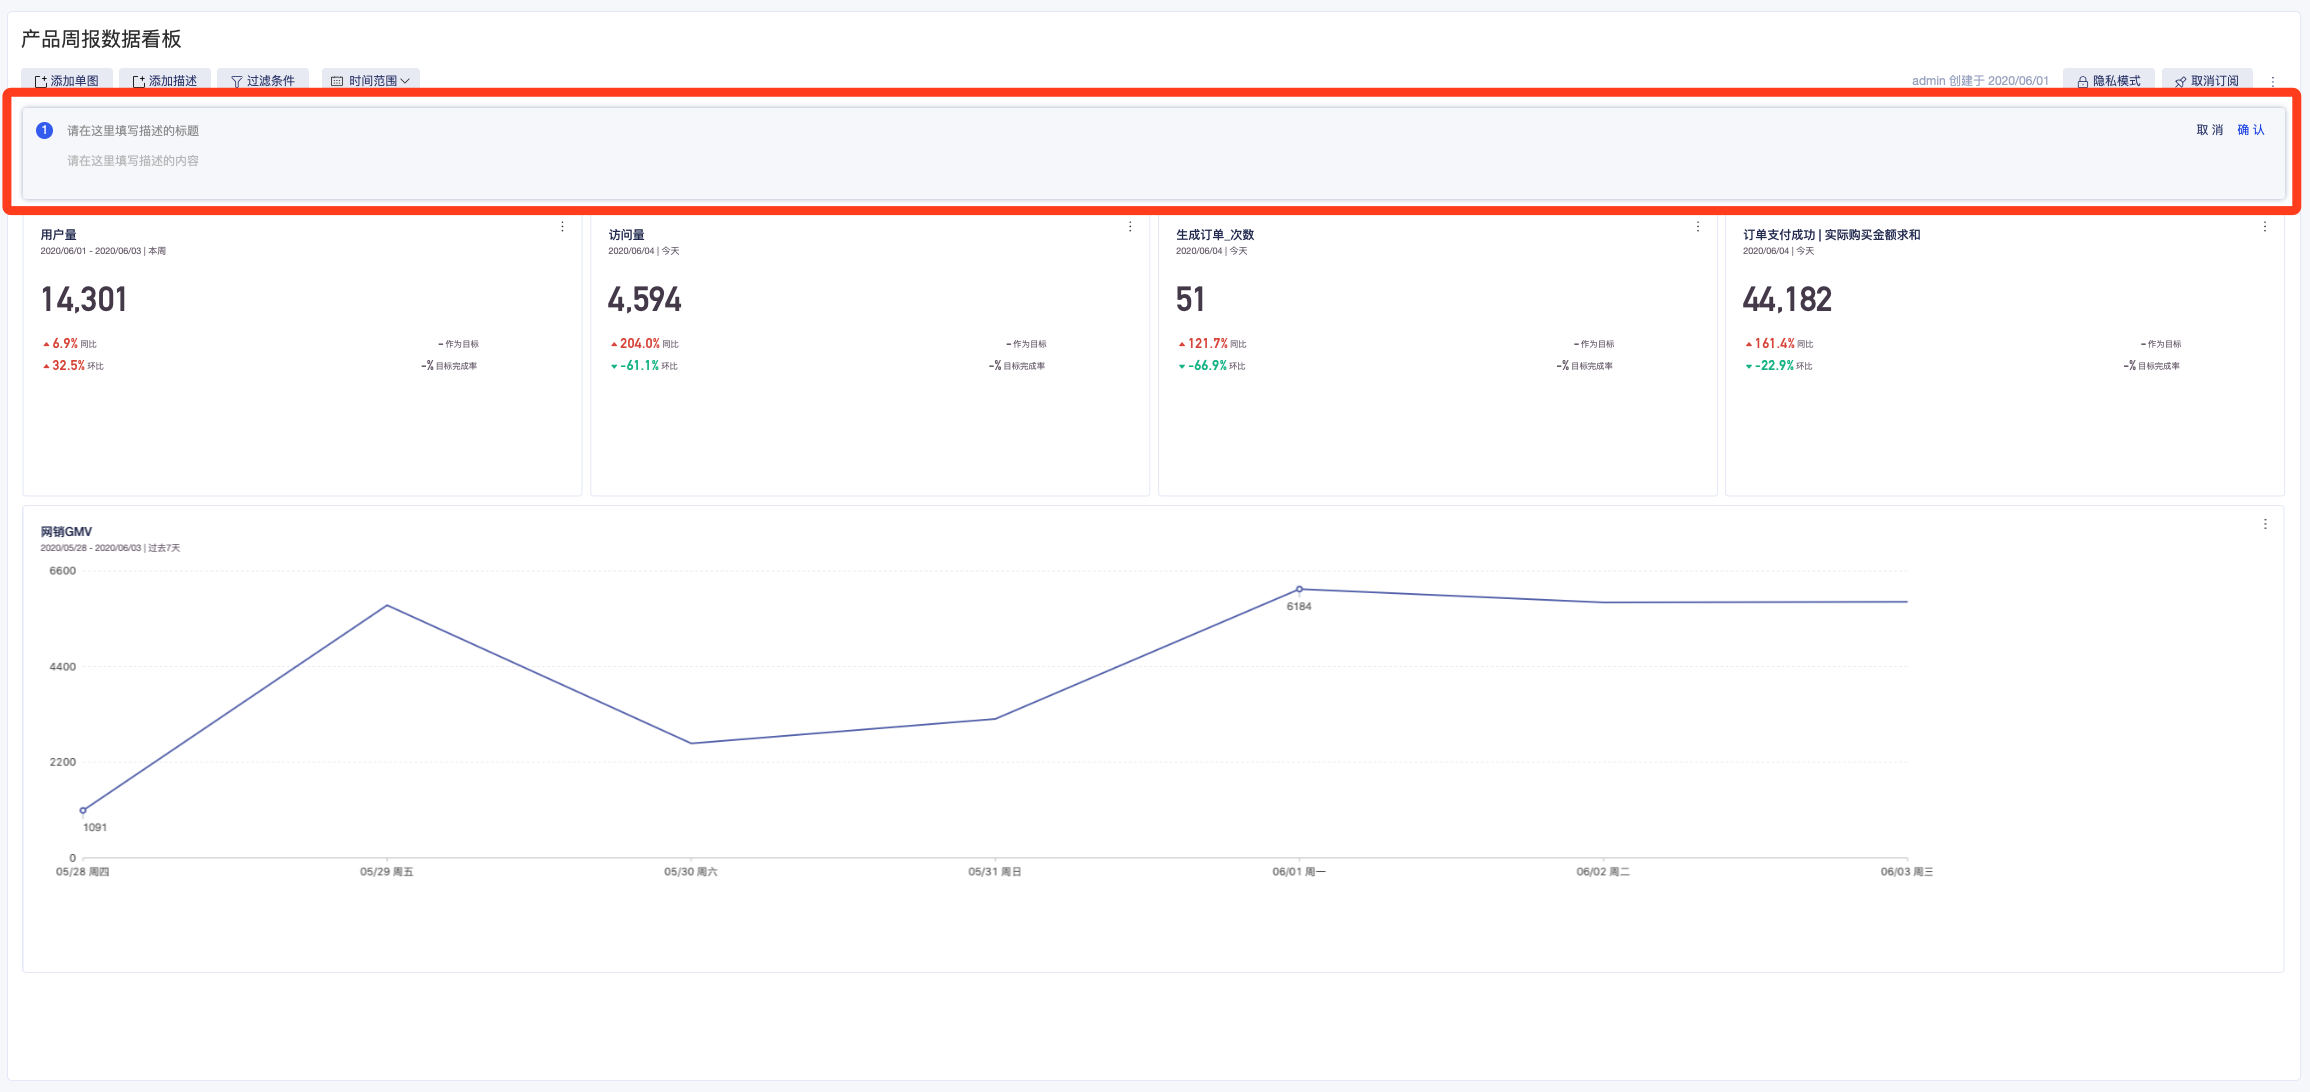 产品周报数据看板
添加单图 添加描述 过滤条件 时间范围 admin 创建于 2020/06/01 隐私模式 取消订阅
1 请在这里填写描述的标题 取 消 确 认
请在这里填写描述的内容
用户量
2020/06/01 - 2020/06/03 | 本周
14,301
6.9% 同比 - 作为目标
32.5% 环比 -% 目标完成率
访问量
2020/06/04 | 今天
4,594
204.0% 同比 - 作为目标
-61.1% 环比 -% 目标完成率
生成订单_次数
2020/06/04 | 今天
51
121.7% 同比 - 作为目标
-66.9% 环比 -% 目标完成率
订单支付成功 | 实际购买金额求和
2020/06/04 | 今天
44,182
161.4% 同比 - 作为目标
-22.9% 环比 -% 目标完成率
网销GMV
2020/05/28 - 2020/06/03 | 过去7天
6600
6184
4400
2200
1091
0
05/28 周四 05/29 周五 05/30 周六 05/31 周日 06/01 周一 06/02 周二 06/03 周三